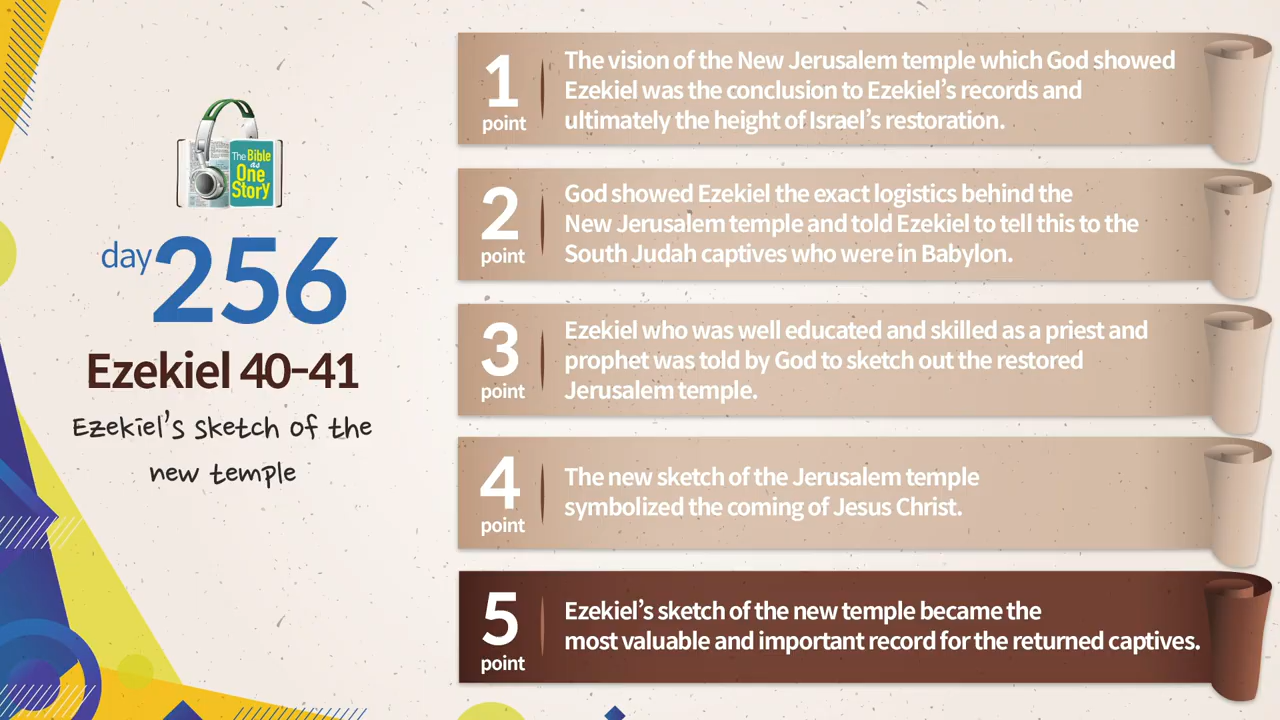 The Bible
as
One
Story
day 256
Ezekiel 40-41
Ezekiel's sketch of the
new temple
1
point
The vision of the New Jerusalem temple which God showed
Ezekiel was the conclusion to Ezekiel's records and
ultimately the height of Israel's restoration.
2
point
God showed Ezekiel the exact logistics behind the
New Jerusalem temple and told Ezekiel to tell this to the
South Judah captives who were in Babylon.
3
point
Ezekiel who was well educated and skilled as a priest and
prophet was told by God to sketch out the restored
Jerusalem temple.
4
point
The new sketch of the Jerusalem temple
symbolized the coming of Jesus Christ.
5
point
Ezekiel's sketch of the new temple became the
most valuable and important record for the returned captives.